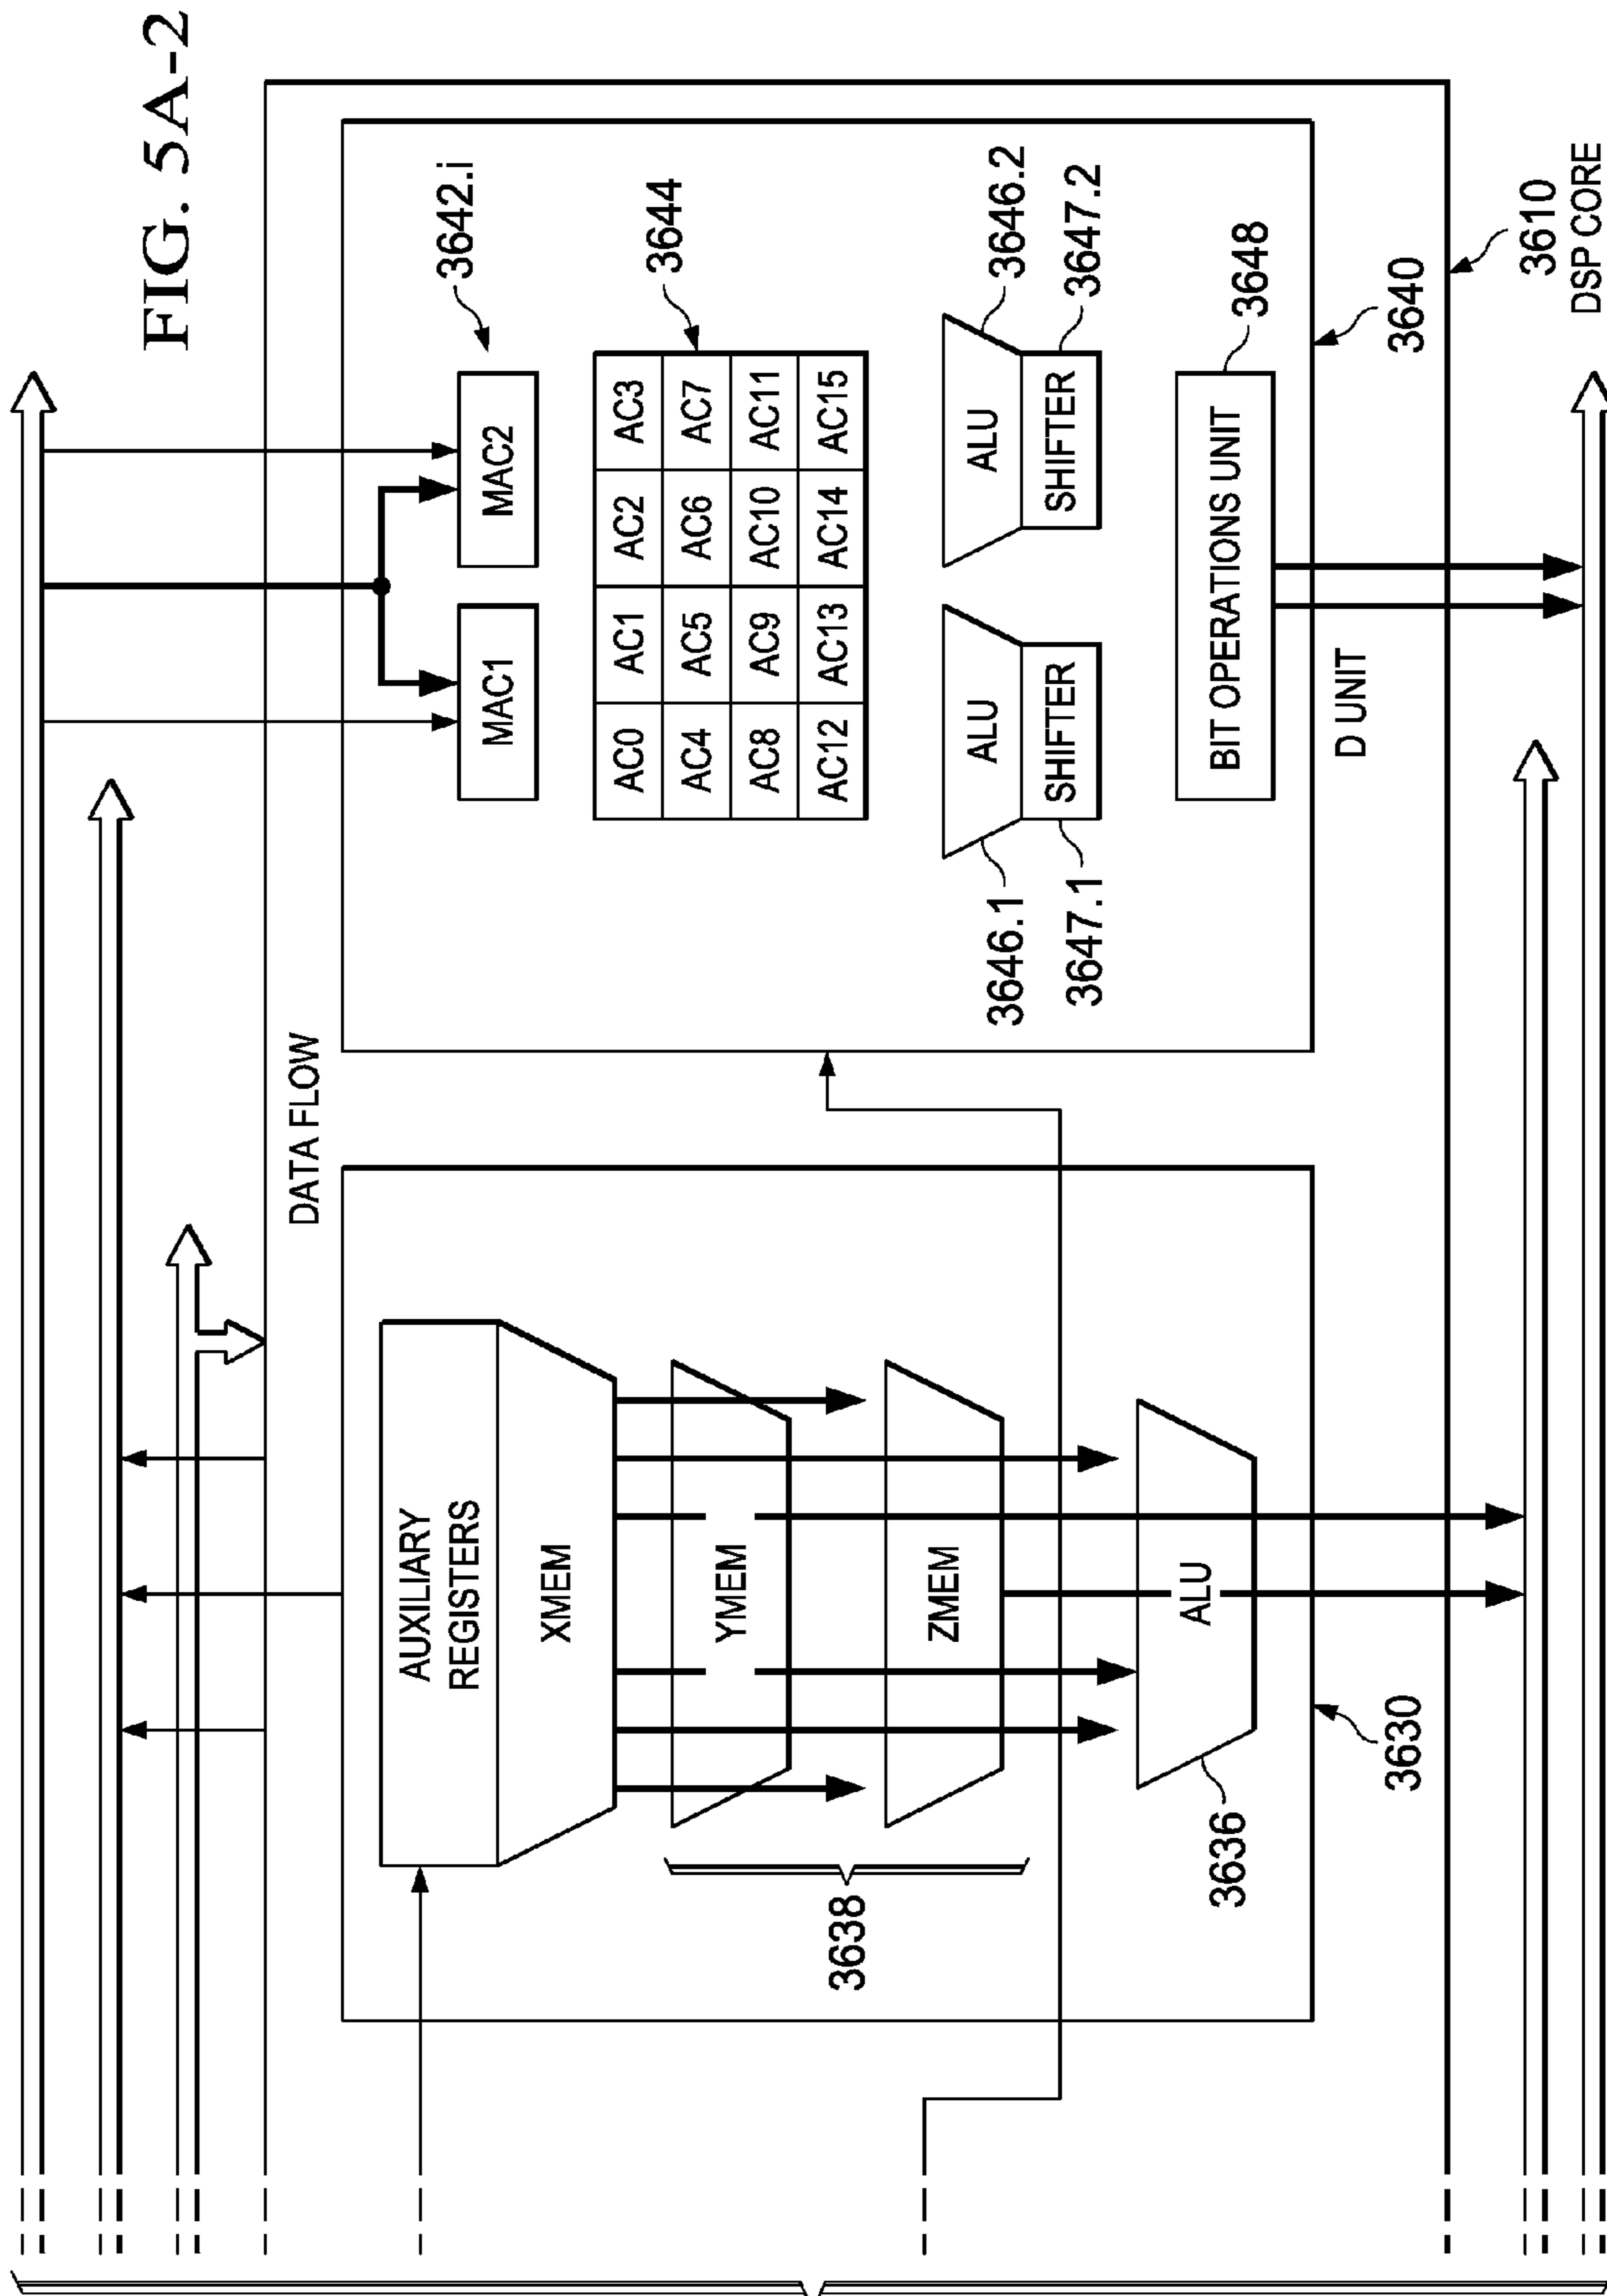 FIG. 5A-2
DATA FLOW
AUXILIARY
REGISTERS
XMEM
YMEM
ZMEM
ALU
3638
3636
3630
MAC1
MAC2
3642.i
AC0 AC1 AC2 AC3
AC4 AC5 AC6 AC7
AC8 AC9 AC10 AC11
AC12 AC13 AC14 AC15
3644
ALU
SHIFTER
3646.1
3647.1
ALU
SHIFTER
3646.2
3647.2
BIT OPERATIONS UNIT
3648
D UNIT
3640
3610
DSP CORE